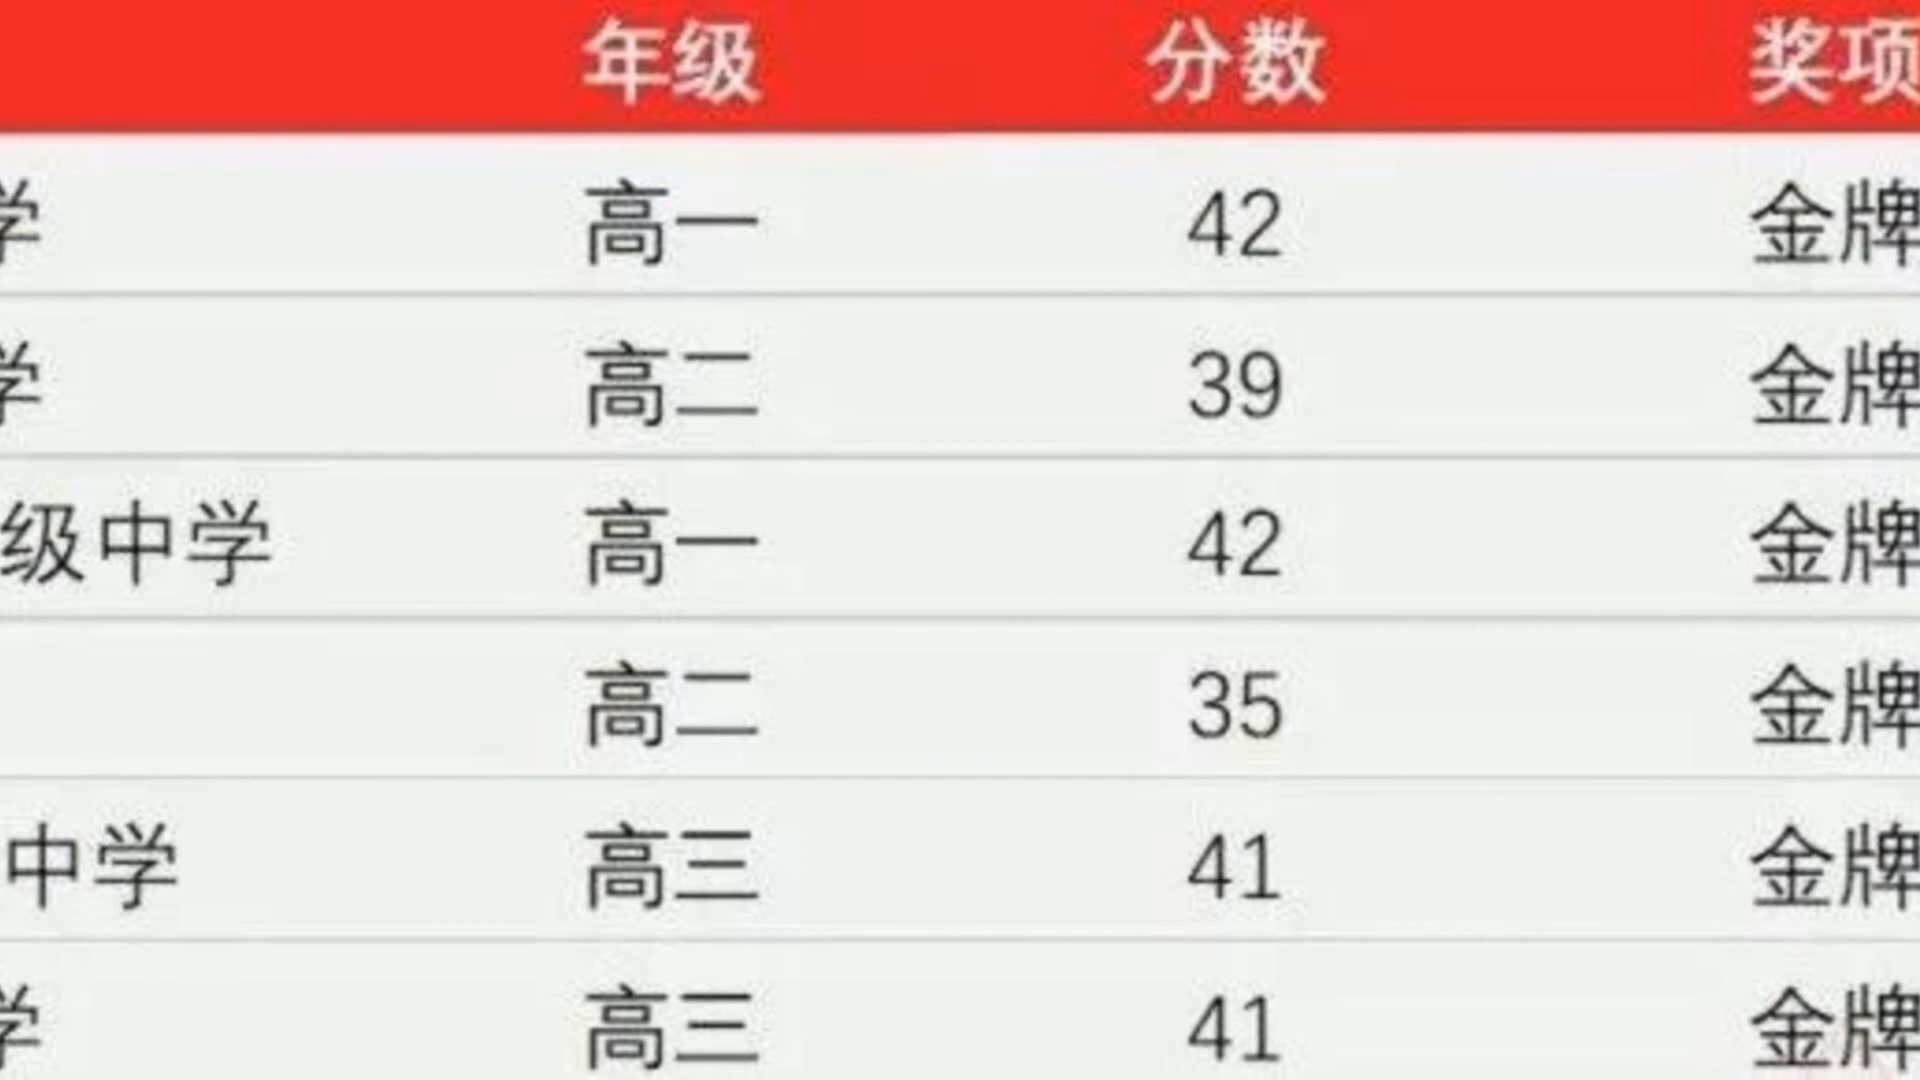 年级 分数 奖项
学 高一 42 金牌
学 高二 39 金牌
级中学 高一 42 金牌
高二 35 金牌
中学 高三 41 金牌
学 高三 41 金牌